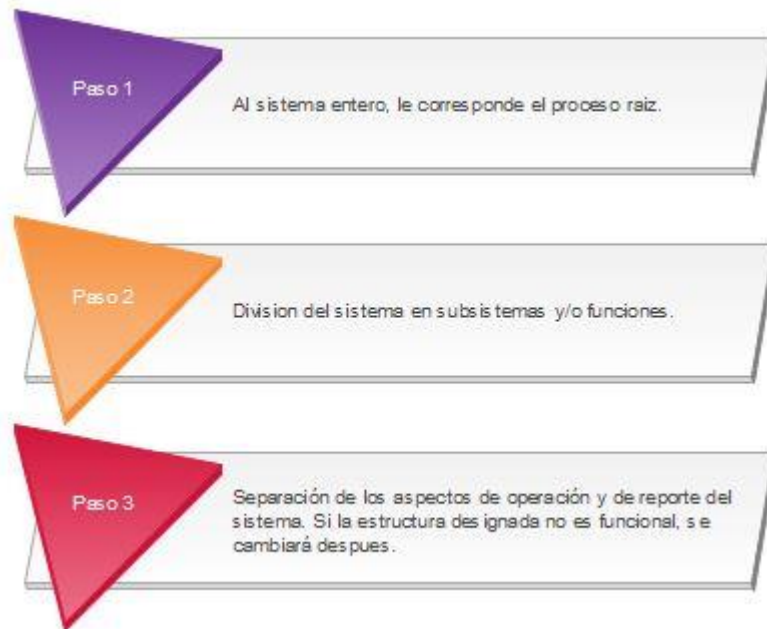 Paso 1
Al sistema entero, le corresponde el proceso raiz.
Paso 2
Division del sistema en subsistemas y/o funciones.
Paso 3
Separación de los aspectos de operación y de reporte del
sistema. Si la estructura designada no es funcional, se
cambiará despues.